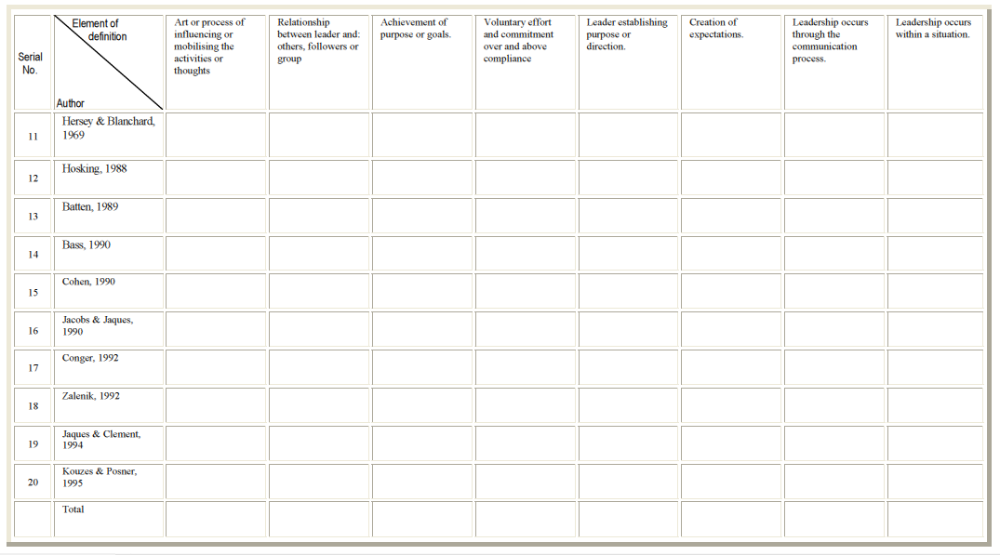 Serial
No.
Element of
definition
Author
Art or process of
influencing or
mobilising the
activities or
thoughts
Relationship
between leader and:
others, followers or
group
Achievement of
purpose or goals.
Voluntary effort
and commitment
over and above
compliance
Leader establishing
purpose or
direction.
Creation of
expectations.
Leadership occurs
through the
communication
process.
Leadership occurs
within a situation.
11
Hersey & Blanchard,
1969
12
Hosking, 1988
13
Batten, 1989
14
Bass, 1990
15
Cohen, 1990
16
Jacobs & Jaques,
1990
17
Conger, 1992
18
Zalenik, 1992
19
Jaques & Clement,
1994
20
Kouzes & Posner,
1995
Total